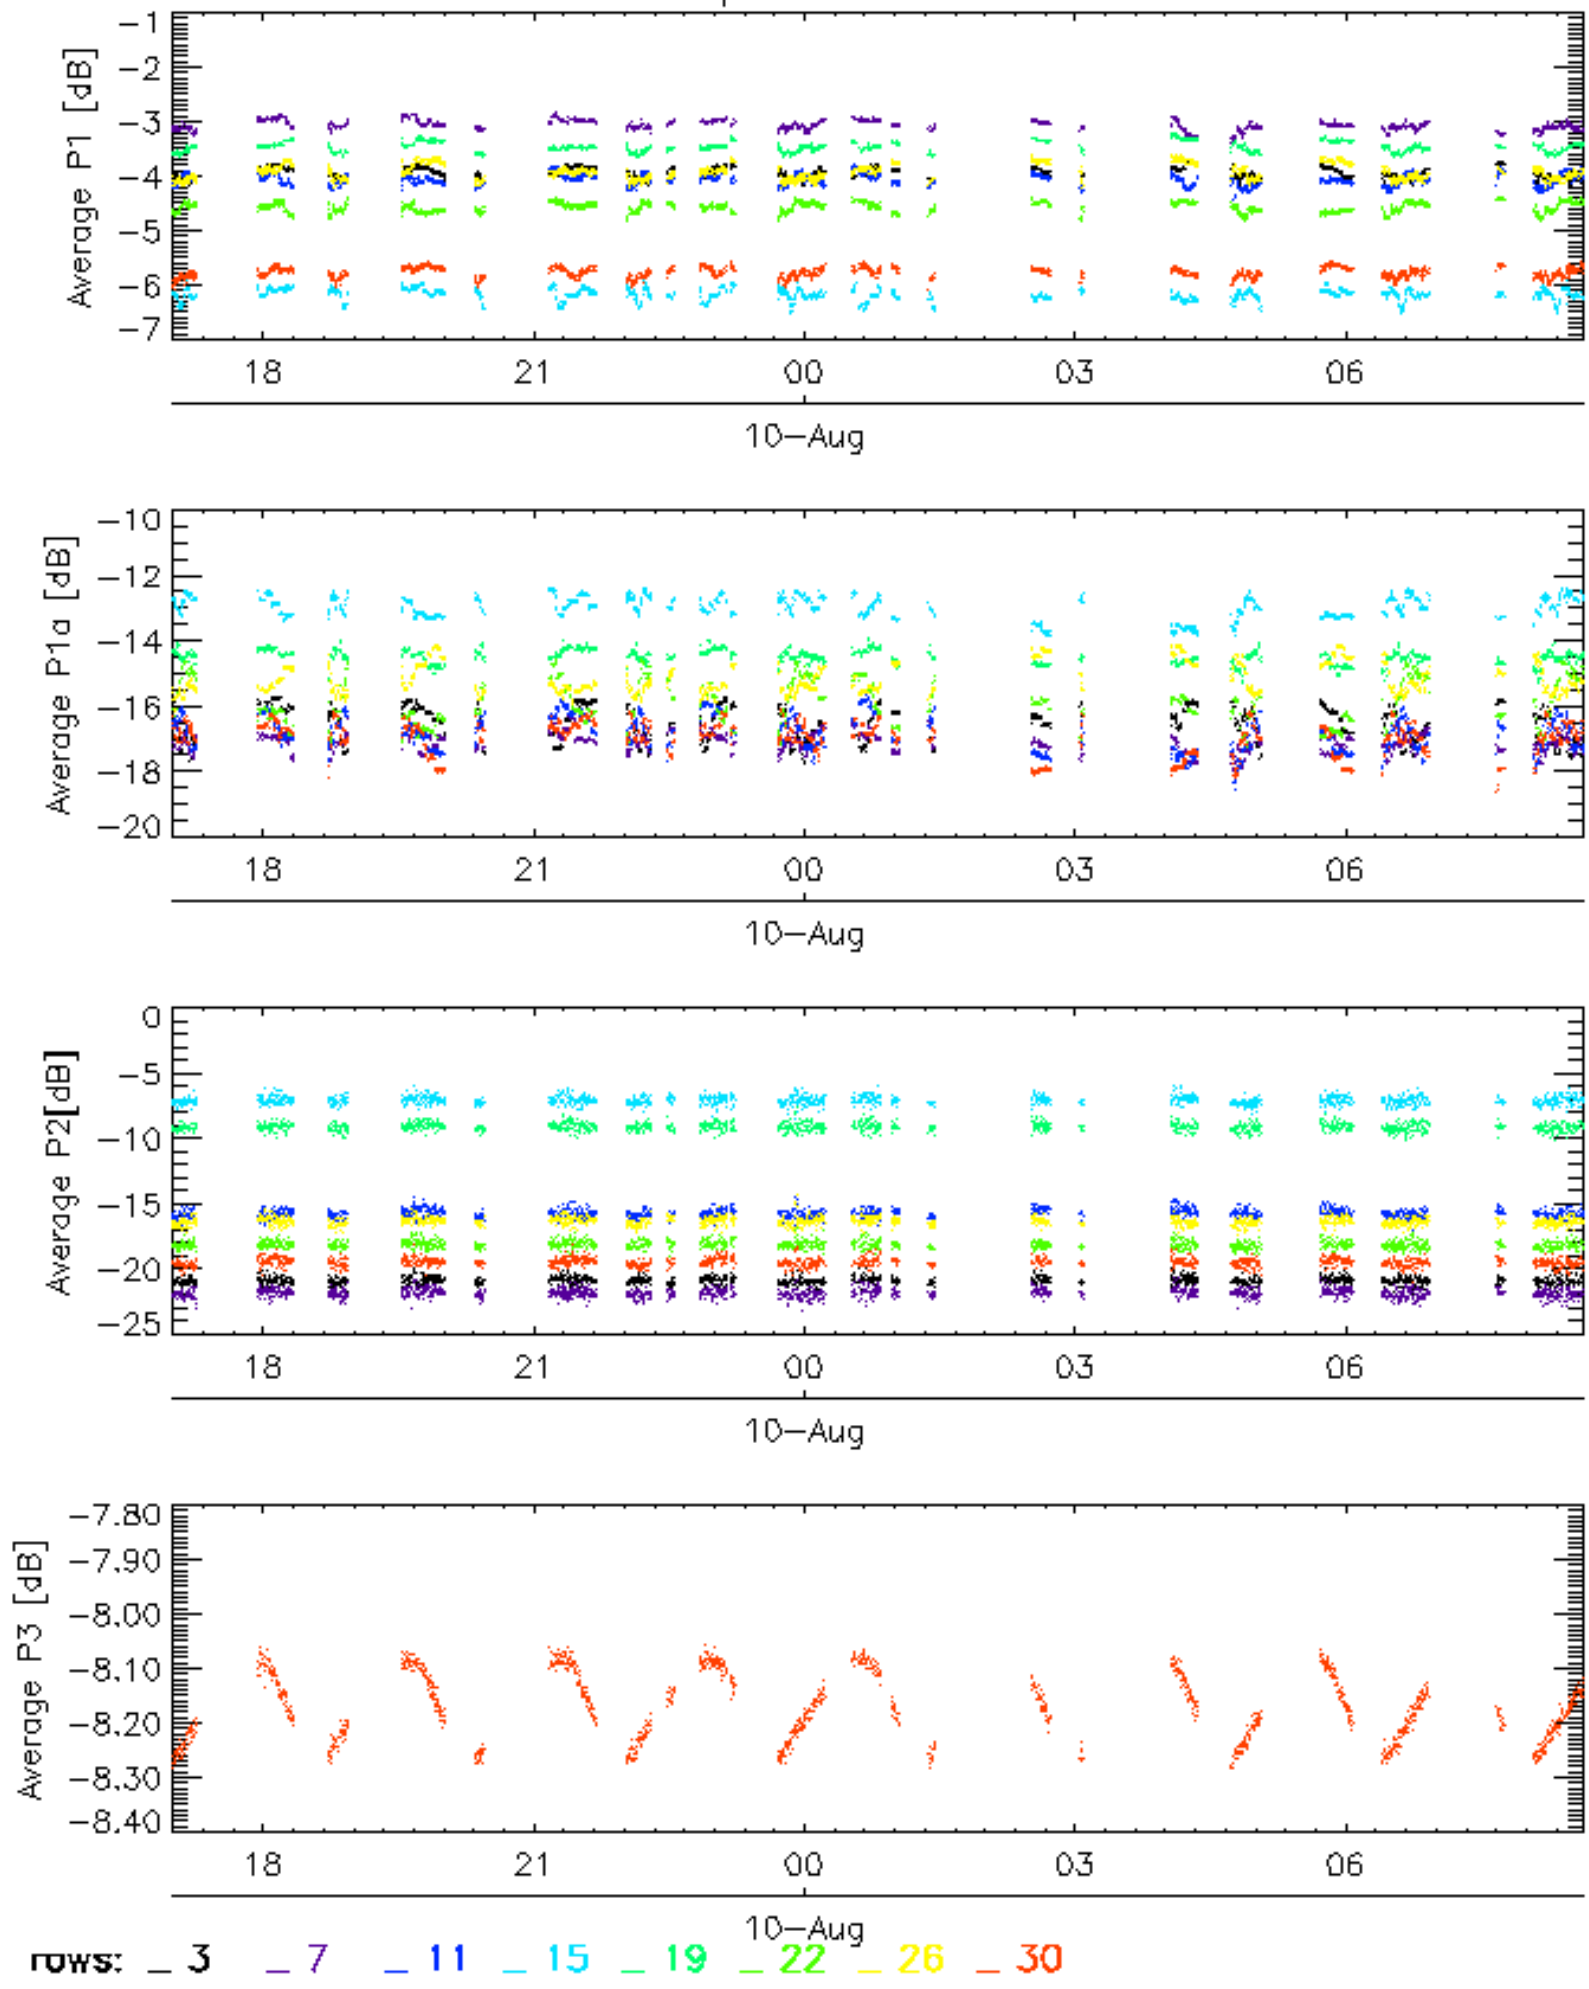 Average P1 [dB]
-1
-2
-3
-4
-5
-6
-7
18 21 00 03 06
10-Aug
Average P1a [dB]
-10
-12
-14
-16
-18
-20
18 21 00 03 06
10-Aug
Average P2[dB]
0
-5
-10
-15
-20
-25
18 21 00 03 06
10-Aug
Average P3 [dB]
-7.80
-7.90
-8.00
-8.10
-8.20
-8.30
-8.40
18 21 00 03 06
10-Aug
rows: _ 3 _ 7 _ 11 _ 15 _ 19 _ 22 _ 26 _ 30